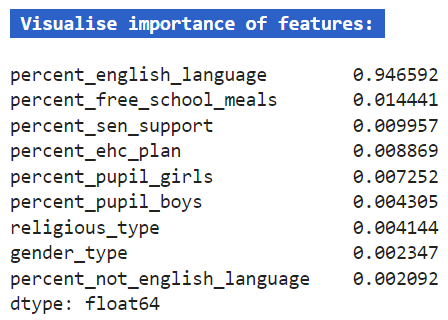 Visualise importance of features:
percent_english_language 0.946592
percent_free_school_meals 0.014441
percent_sen_support 0.009957
percent_ehc_plan 0.008869
percent_pupil_girls 0.007252
percent_pupil_boys 0.004305
religious_type 0.004144
gender_type 0.002347
percent_not_english_language 0.002092
dtype: float64